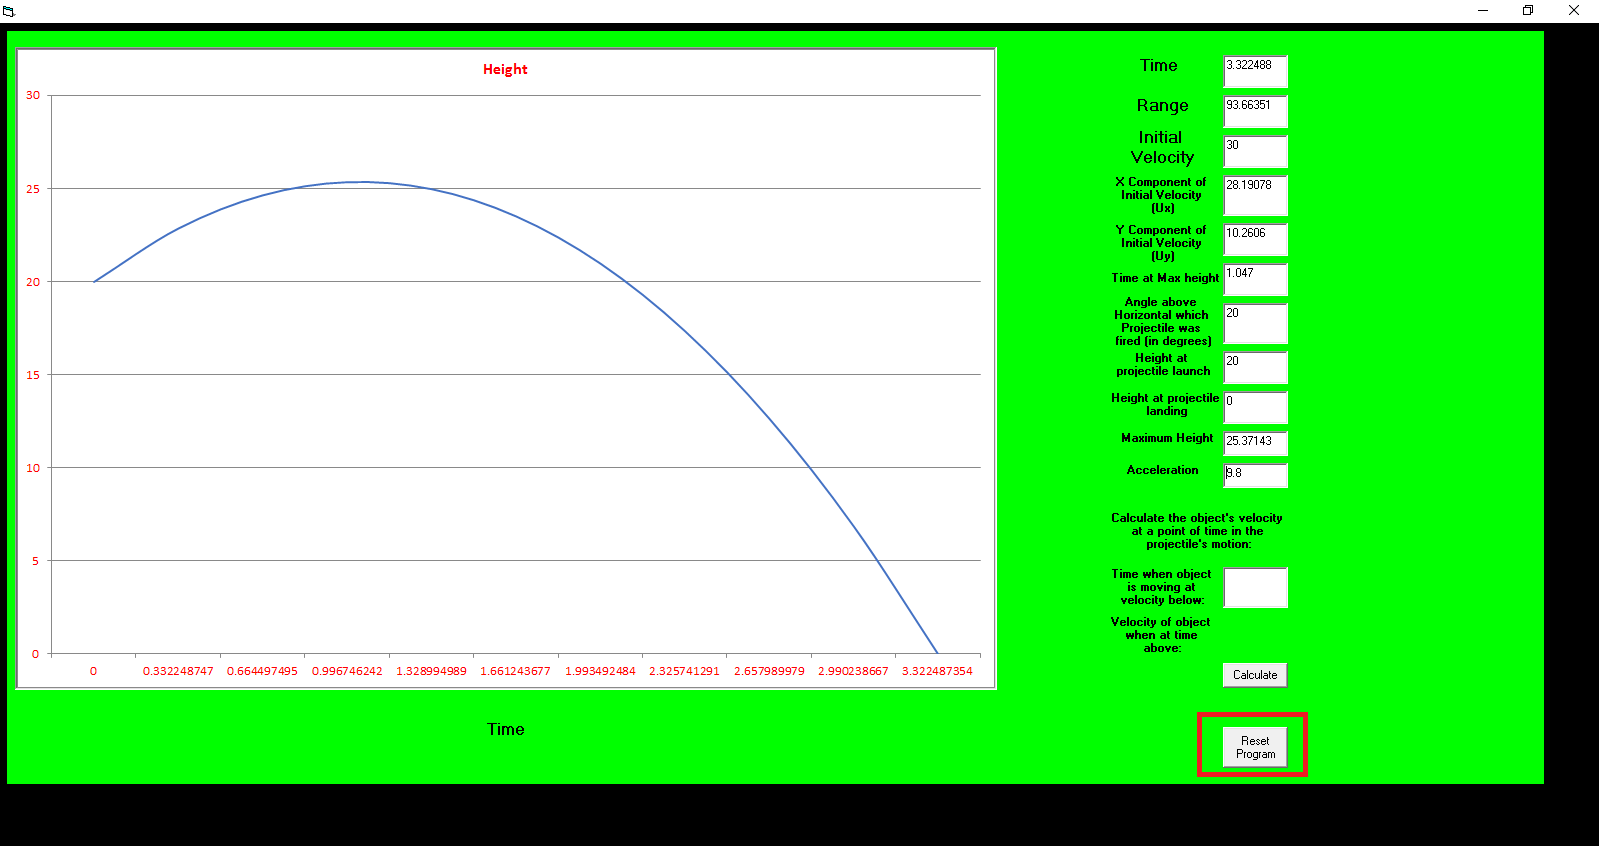 Height
30
25
20
15
10
5
0
0 0.332248747 0.664497495 0.996746242 1.328994989 1.661243677 1.993492484 2.325741291 2.657989979 2.990238667 3.322487354
Time
Time
3.322488
Range
93.66351
Initial
Velocity
30
X Component of
Initial Velocity
(Ux)
28.19078
Y Component of
Initial Velocity
(Uy)
10.2606
Time at Max height
1.047
Angle above
Horizontal which
Projectile was
fired (in degrees)
20
Height at
projectile launch
20
Height at projectile
landing
0
Maximum Height
25.37143
Acceleration
9.8
Calculate the object's velocity
at a point of time in the
projectile's motion:
Time when object
is moving at
velocity below:
Velocity of object
when at time
above:
Calculate
Reset
Program